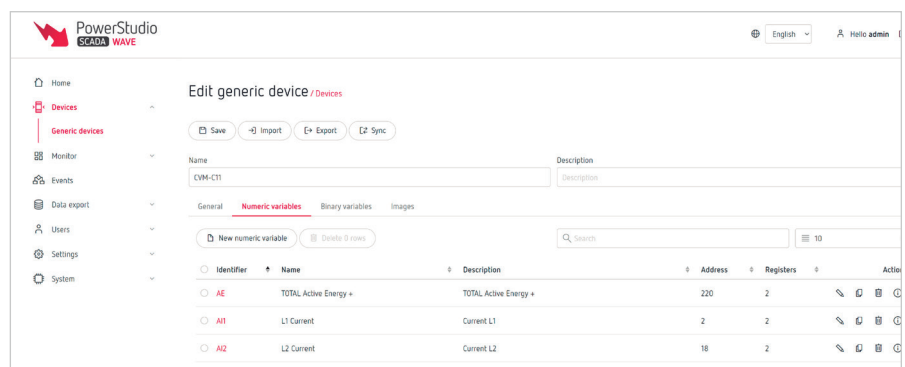 PowerStudio
SCADA WAVE
English
Hello admin
Home
Devices
Generic devices
Monitor
Events
Data export
Users
Settings
System
Edit generic device / Devices
Save Import Export Sync
Name Description
CVM-C11 Description
General Numeric variables Binary variables Images
New numeric variable Delete 0 rows Search 10
Identifier Name Description Address Registers
AE TOTAL Active Energy + TOTAL Active Energy + 220 2
AI1 L1 Current Current L1 2 2
AI2 L2 Current Current L2 18 2